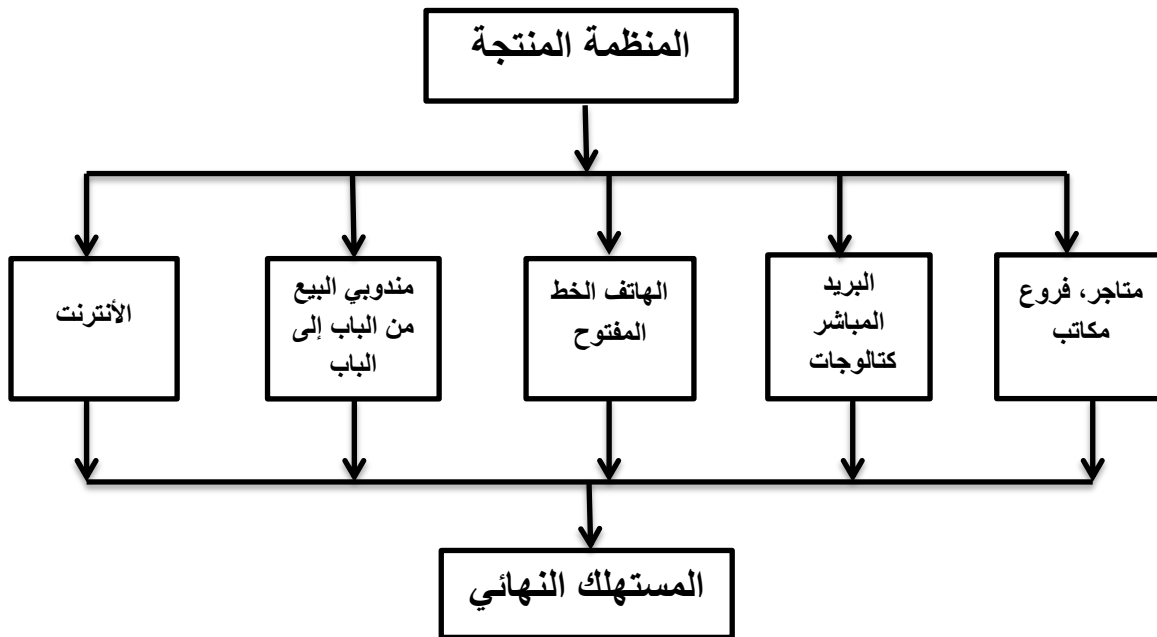 المنظمة المنتجة
متاجر، فروع
مكاتب
البريد
المباشر
كتالوجات
الهاتف الخط
المفتوح
مندوبي البيع
من الباب إلى
الباب
الأنترنت
المستهلك النهائي